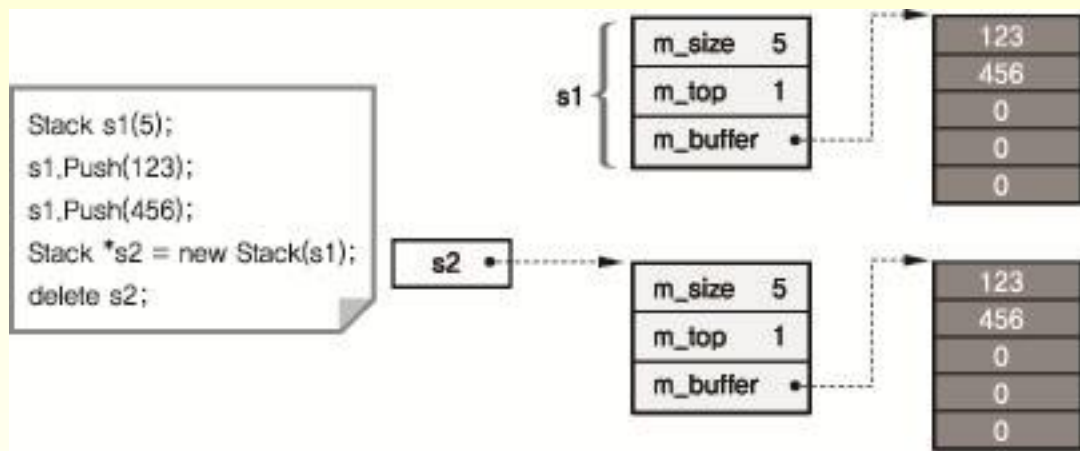 Stack s1(5);
s1.Push(123);
s1.Push(456);
Stack *s2 = new Stack(s1);
delete s2;
s1
m_size 5
m_top 1
m_buffer
123
456
0
0
0
s2
m_size 5
m_top 1
m_buffer
123
456
0
0
0